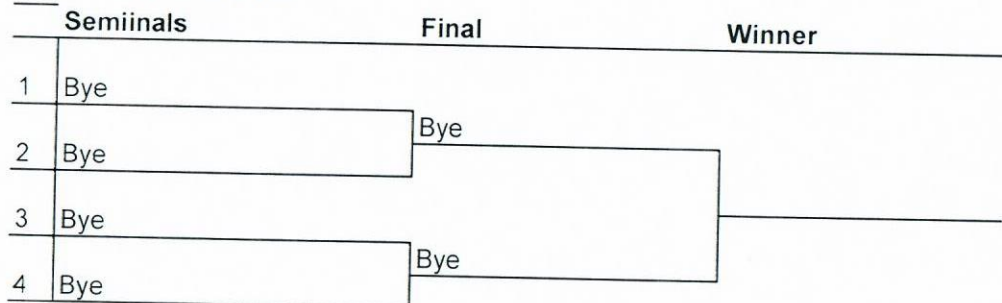 Semiinals Final Winner
1 Bye
Bye
2 Bye
3 Bye
Bye
4 Bye